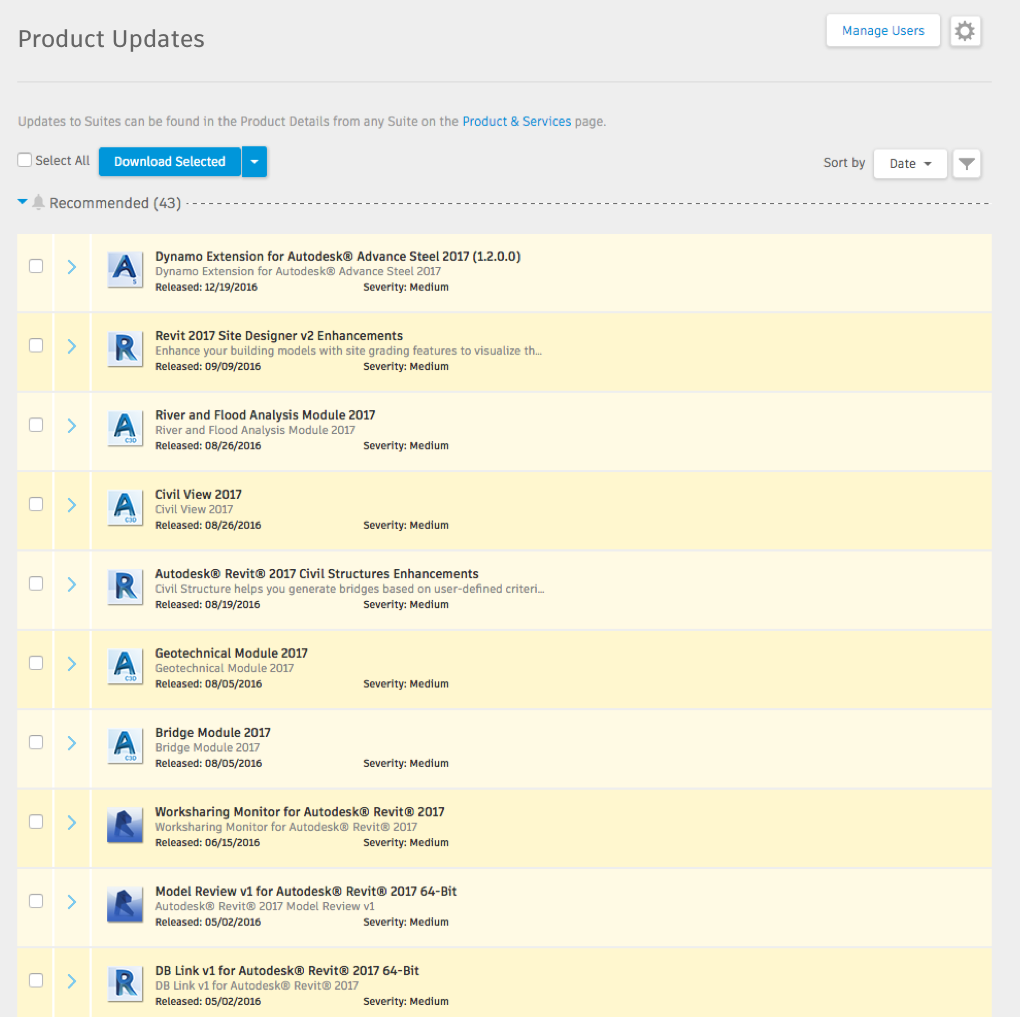 Product Updates
Manage Users
Updates to Suites can be found in the Product Details from any Suite on the Product & Services page.
Select All
Download Selected
Sort by
Date
Recommended (43)
Dynamo Extension for Autodesk® Advance Steel 2017 (1.2.0.0)
Dynamo Extension for Autodesk® Advance Steel 2017
Released: 12/19/2016 Severity: Medium
Revit 2017 Site Designer v2 Enhancements
Enhance your building models with site grading features to visualize th...
Released: 09/09/2016 Severity: Medium
River and Flood Analysis Module 2017
River and Flood Analysis Module 2017
Released: 08/26/2016 Severity: Medium
Civil View 2017
Civil View 2017
Released: 08/26/2016 Severity: Medium
Autodesk® Revit® 2017 Civil Structures Enhancements
Civil Structure helps you generate bridges based on user-defined criteri...
Released: 08/19/2016 Severity: Medium
Geotechnical Module 2017
Geotechnical Module 2017
Released: 08/05/2016 Severity: Medium
Bridge Module 2017
Bridge Module 2017
Released: 08/05/2016 Severity: Medium
Worksharing Monitor for Autodesk® Revit® 2017
Worksharing Monitor for Autodesk® Revit® 2017
Released: 06/15/2016 Severity: Medium
Model Review v1 for Autodesk® Revit® 2017 64-Bit
Autodesk® Revit® 2017 Model Review v1
Released: 05/02/2016 Severity: Medium
DB Link v1 for Autodesk® Revit® 2017 64-Bit
DB Link v1 for Autodesk® Revit® 2017
Released: 05/02/2016 Severity: Medium